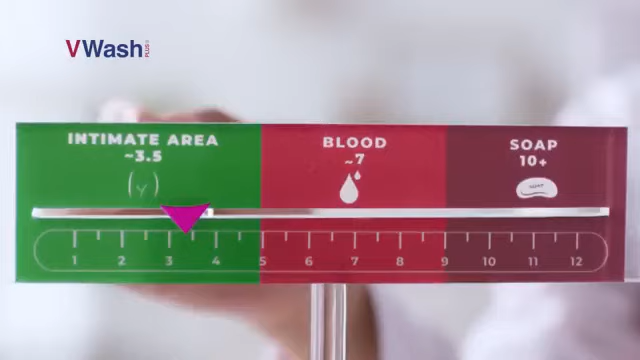 VWash PLUS
INTIMATE AREA
~3.5
BLOOD
~7
SOAP
10+
1 2 3 4 5 6 7 8 9 10 11 12